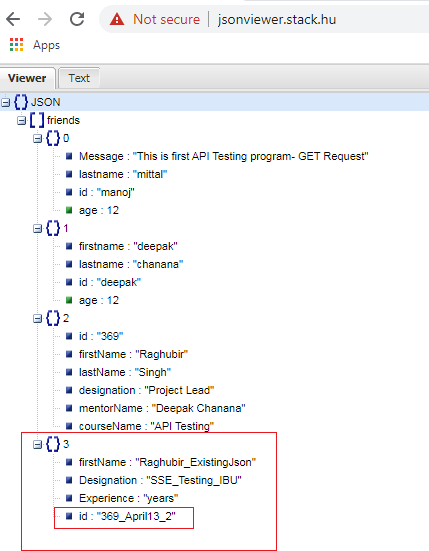 Not secure | jsonviewer.stack.hu
Apps
Viewer Text
JSON
friends
0
Message : "This is first API Testing program- GET Request"
lastname : "mittal"
id : "manoj"
age : 12
1
firstname : "deepak"
lastname : "chanana"
id : "deepak"
age : 12
2
id : "369"
firstName : "Raghubir"
lastName : "Singh"
designation : "Project Lead"
mentorName : "Deepak Chanana"
courseName : "API Testing"
3
firstName : "Raghubir_ExistingJson"
Designation : "SSE_Testing_IBU"
Experience : "years"
id : "369_April13_2"